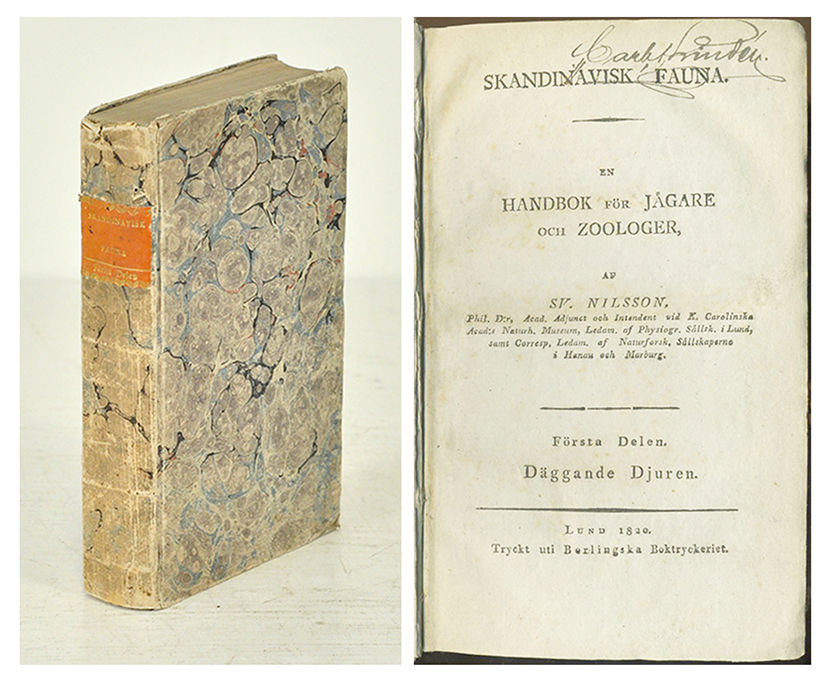 SKANDINAVISK
FAUNA
Första Delen
SKANDINAVISK FAUNA.
EN
HANDBOK FÖR JÄGARE
OCH ZOOLOGER,
AF
SV. NILSSON,
Phil. D:r, Acad. Adjunct och Intendent vid K. Carolinska
Acad:s Naturh. Museum, Ledam. af Physiogr. Sällsk. i Lund,
samt Corresp, Ledam. af Naturforsk, Sällskaperne
i Hanau och Marburg.
Första Delen.
Däggande Djuren.
LUND 1820.
Tryckt uti Berlingska Boktryckeriet.